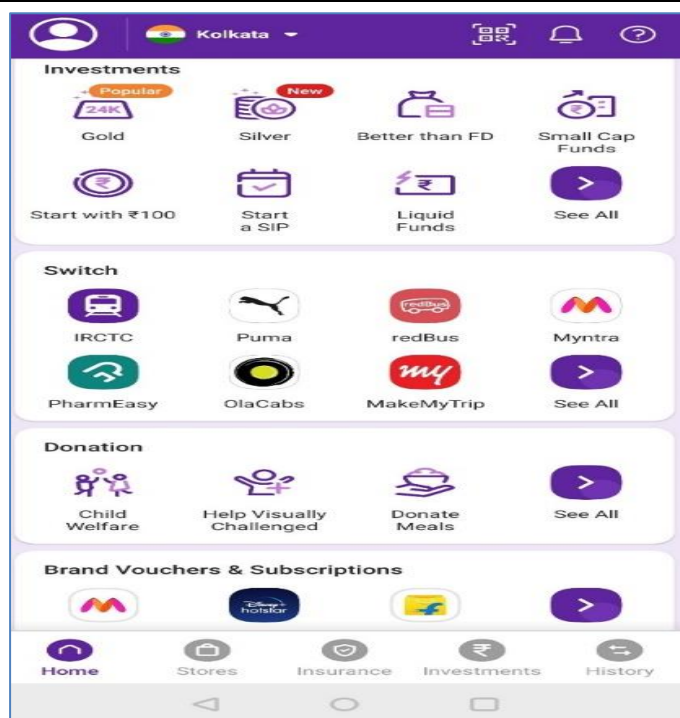 Kolkata
Investments
Popular New
24K
Gold Silver Better than FD Small Cap
Funds
Start with ₹100 Start Liquid See All
a SIP Funds
Switch
redBus
IRCTC Puma redBus Myntra
my
PharmEasy OlaCabs MakeMyTrip See All
Donation
Child Help Visually Donate See All
Welfare Challenged Meals
Brand Vouchers & Subscriptions
Disney+
hotstar
Home Stores Insurance Investments History